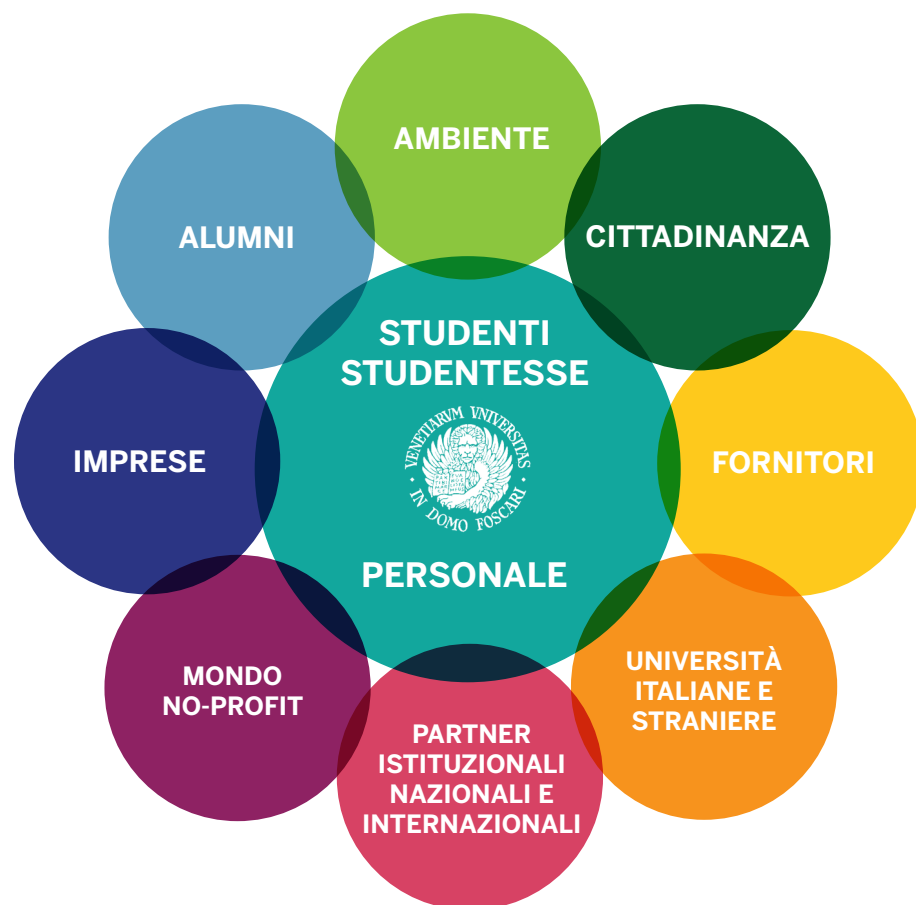 AMBIENTE
CITTADINANZA
ALUMNI
STUDENTI
STUDENTESSE
VENETIARVM VNIVERSITAS
IN DOMO FOSCARI
PERSONALE
IMPRESE
FORNITORI
MONDO
NO-PROFIT
PARTNER
ISTITUZIONALI
NAZIONALI E
INTERNAZIONALI
UNIVERSITÀ
ITALIANE E
STRANIERE